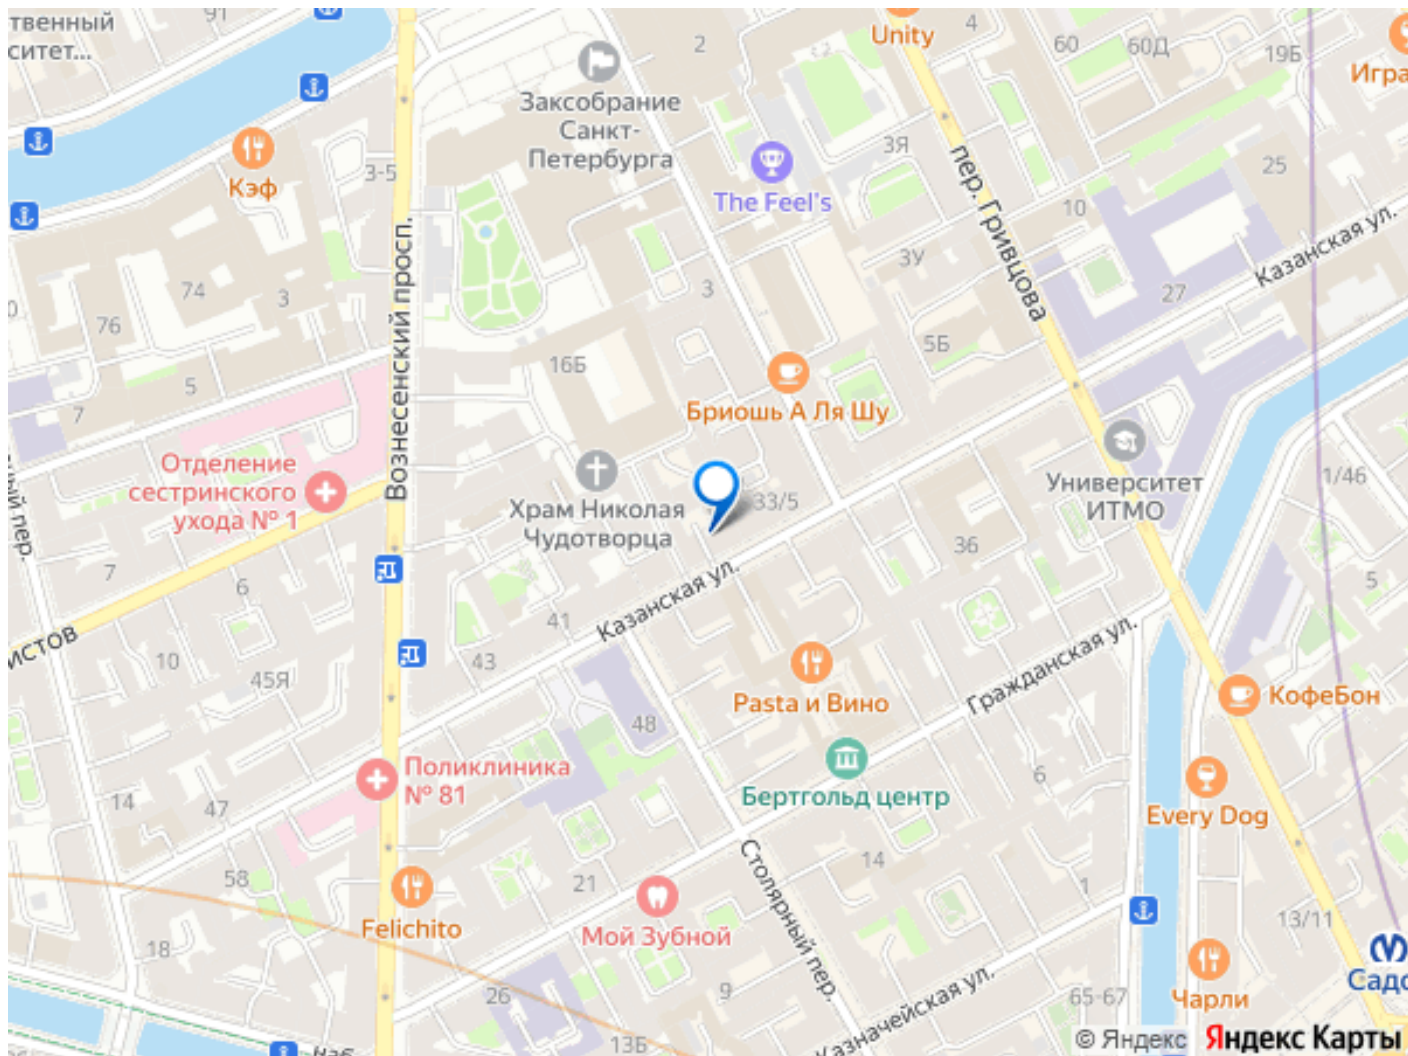 твенный
ситет...
91
2
Unity
4
60
60Д
19Б
Игра
Заксобрание
Санкт-
Петербурга
Кэф
3-5
The Feel's
3Я
пер. Гривцова
25
10
Казанская ул.
Вознесенский просп.
74
3
76
0
3
3У
27
5Б
16Б
5
7
Бриошь А Ля Шу
Отделение
сестринского
ухода № 1
ный пер.
Храм Николая
Чудотворца
33/5
Университет
ИТМО
1/46
36
5
7
6
41
Казанская ул.
истов
10
43
45Я
Гражданская ул.
Pasta и Вино
КофеБон
48
Поликлиника
№ 81
14
47
Бертгольд центр
6
Every Dog
58
21
Столярный пер.
14
1
Felichito
Мой Зубной
13/11
18
Садо
26
9
Казначейская ул.
65-67
Чарли
13Б
наб.
© Яндекс Яндекс Карты